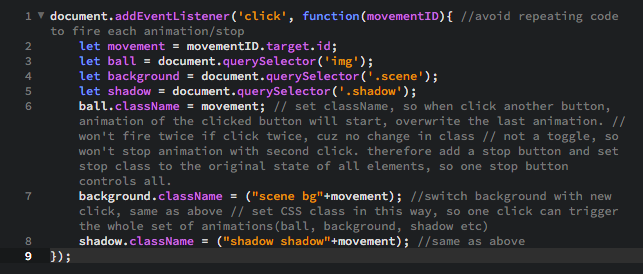 1 ▼ document.addEventListener('click', function(movementID){ //avoid repeating code
to fire each animation/stop
2 let movement = movementID.target.id;
3 let ball = document.querySelector('img');
4 let background = document.querySelector('.scene');
5 let shadow = document.querySelector('.shadow');
6 ball.className = movement; // set className, so when click another button,
animation of the clicked button will start, overwrite the last animation. //
won't fire twice if click twice, cuz no change in class // not a toggle, so
won't stop animation with second click. therefore add a stop button and set
stop class to the original state of all elements, so one stop button
controls all.
7 background.className = ("scene bg"+movement); //switch background with new
click, same as above // set CSS class in this way, so one click can trigger
the whole set of animations(ball, background, shadow etc)
8 shadow.className = ("shadow shadow"+movement); //same as above
9 });